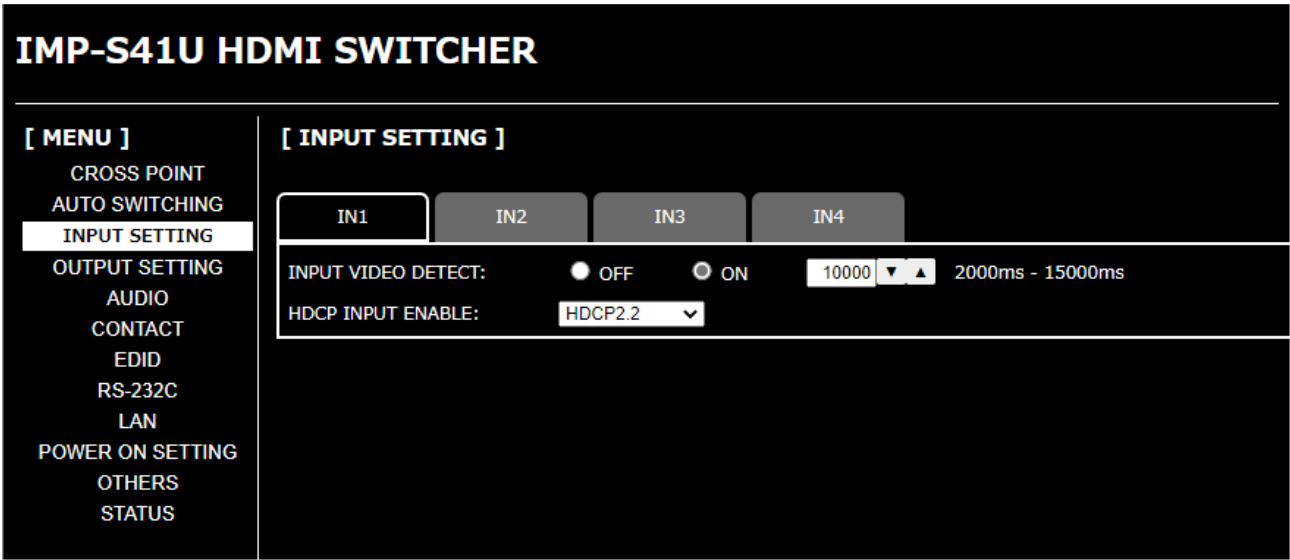 IMP-S41U HDMI SWITCHER
[ MENU ]
CROSS POINT
AUTO SWITCHING
INPUT SETTING
OUTPUT SETTING
AUDIO
CONTACT
EDID
RS-232C
LAN
POWER ON SETTING
OTHERS
STATUS
[ INPUT SETTING ]
IN1 IN2 IN3 IN4
INPUT VIDEO DETECT: OFF ON 10000 ▼ ▲ 2000ms - 15000ms
HDCP INPUT ENABLE: HDCP2.2